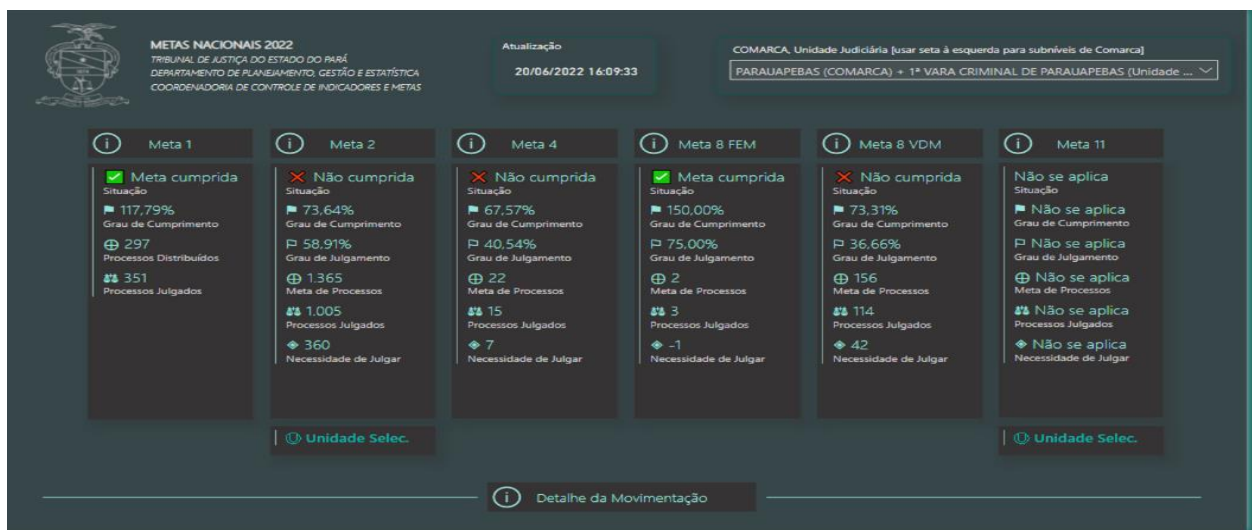 METAS NACIONAIS 2022
TRIBUNAL DE JUSTIÇA DO ESTADO DO PARÁ
DEPARTAMENTO DE PLANEJAMENTO, GESTÃO E ESTATÍSTICA
COORDENADORIA DE CONTROLE DE INDICADORES E METAS
Atualização
20/06/2022 16:09:33
COMARCA, Unidade Judiciária [usar seta à esquerda para subníveis de Comarca]
PARAUAPEBAS (COMARCA) + 1ª VARA CRIMINAL DE PARAUAPEBAS (Unidade ...
Meta 1
Meta cumprida
Situação
117,79%
Grau de Cumprimento
297
Processos Distribuídos
351
Processos Julgados
Meta 2
Não cumprida
Situação
73,64%
Grau de Cumprimento
58,91%
Grau de Julgamento
1.365
Meta de Processos
1.005
Processos Julgados
360
Necessidade de Julgar
Unidade Selec.
Meta 4
Não cumprida
Situação
67,57%
Grau de Cumprimento
40,54%
Grau de Julgamento
22
Meta de Processos
15
Processos Julgados
7
Necessidade de Julgar
Meta 8 FEM
Meta cumprida
Situação
150,00%
Grau de Cumprimento
75,00%
Grau de Julgamento
2
Meta de Processos
3
Processos Julgados
-1
Necessidade de Julgar
Meta 8 VDM
Não cumprida
Situação
73,31%
Grau de Cumprimento
36,66%
Grau de Julgamento
156
Meta de Processos
114
Processos Julgados
42
Necessidade de Julgar
Meta 11
Não se aplica
Situação
Não se aplica
Grau de Cumprimento
Não se aplica
Grau de Julgamento
Não se aplica
Meta de Processos
Não se aplica
Processos Julgados
Não se aplica
Necessidade de Julgar
Unidade Selec.
Detalhe da Movimentação